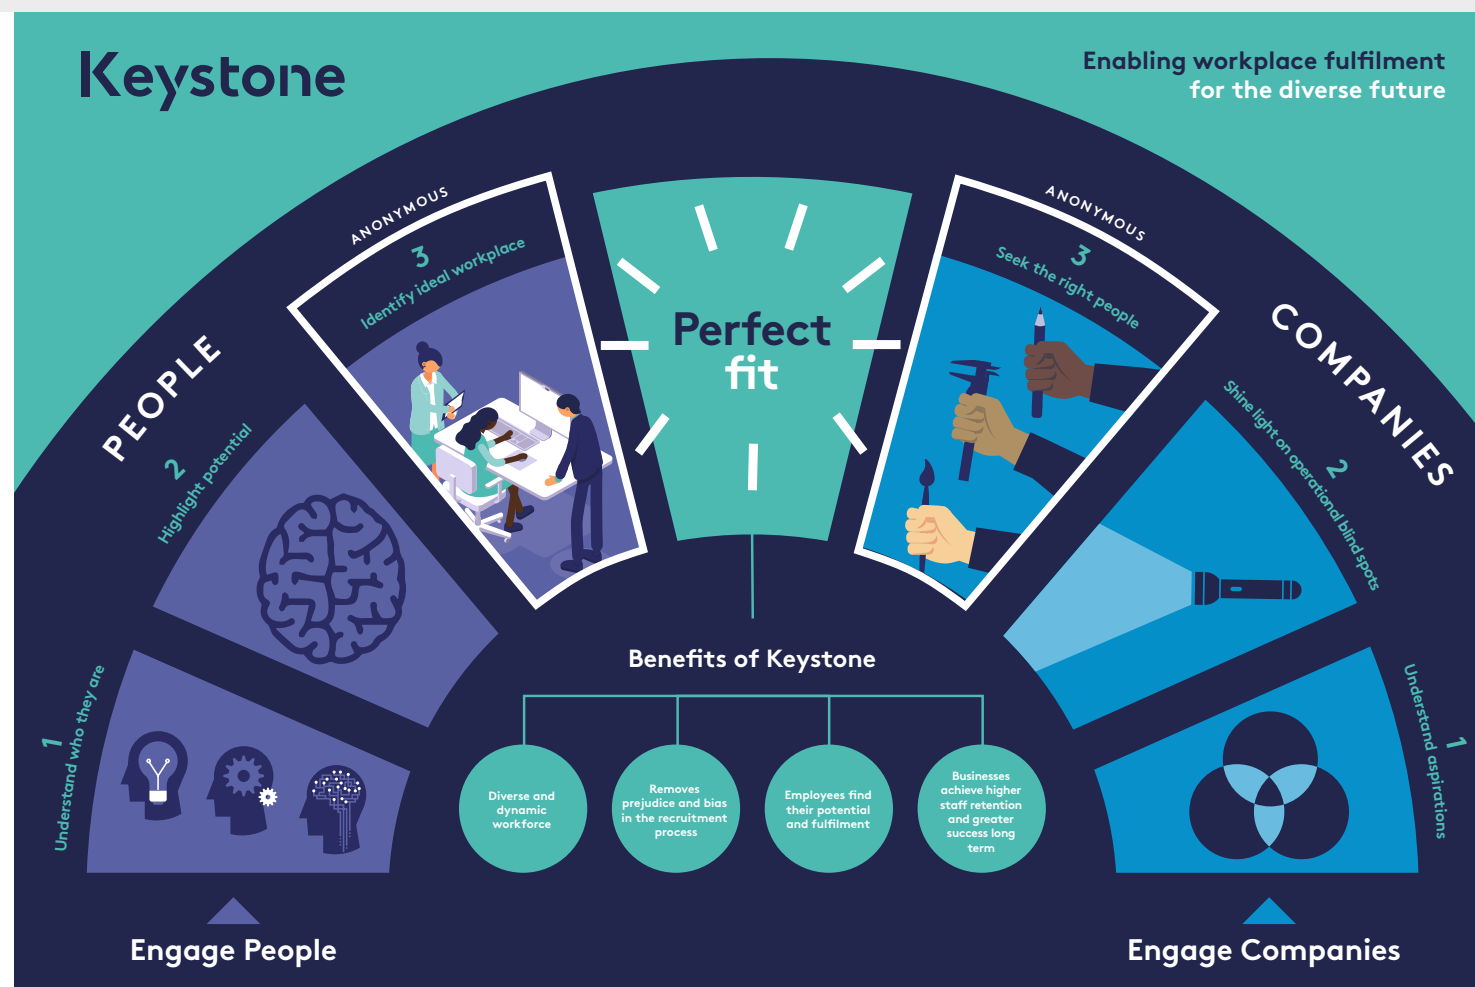 Keystone
Enabling workplace fulfilment
for the diverse future
PEOPLE
1
Understand who they are
2
Highlight potential
ANONYMOUS
3
Identify ideal workplace
Perfect
fit
ANONYMOUS
3
Seek the right people
COMPANIES
2
Shine light on operational blind spots
1
Understand aspirations
Benefits of Keystone
Diverse and
dynamic
workforce
Removes
prejudice and bias
in the recruitment
process
Employees find
their potential
and fulfilment
Businesses
achieve higher
staff retention
and greater
success long
term
Engage People
Engage Companies